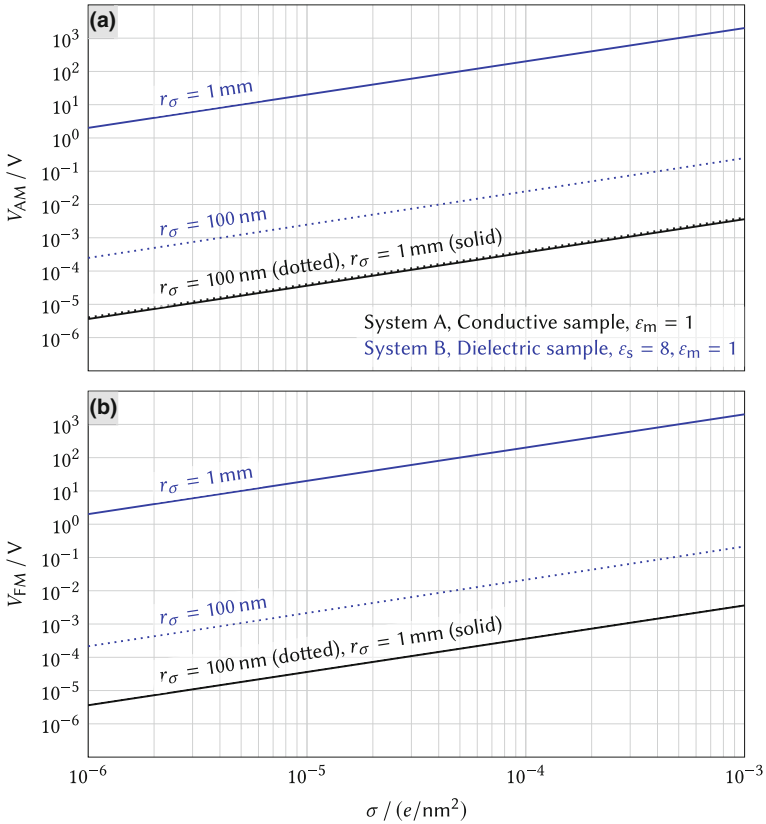 (a)
10³
10²
10¹
10⁰
10⁻¹
10⁻²
10⁻³
10⁻⁴
10⁻⁵
10⁻⁶
V_AM / V
r_σ = 1 mm
r_σ = 100 nm
r_σ = 100 nm (dotted), r_σ = 1 mm (solid)
System A, Conductive sample, ε_m = 1
System B, Dielectric sample, ε_s = 8, ε_m = 1
(b)
10³
10²
10¹
10⁰
10⁻¹
10⁻²
10⁻³
10⁻⁴
10⁻⁵
10⁻⁶
V_FM / V
r_σ = 1 mm
r_σ = 100 nm
r_σ = 100 nm (dotted), r_σ = 1 mm (solid)
10⁻⁶ 10⁻⁵ 10⁻⁴ 10⁻³
σ / (e/nm²)